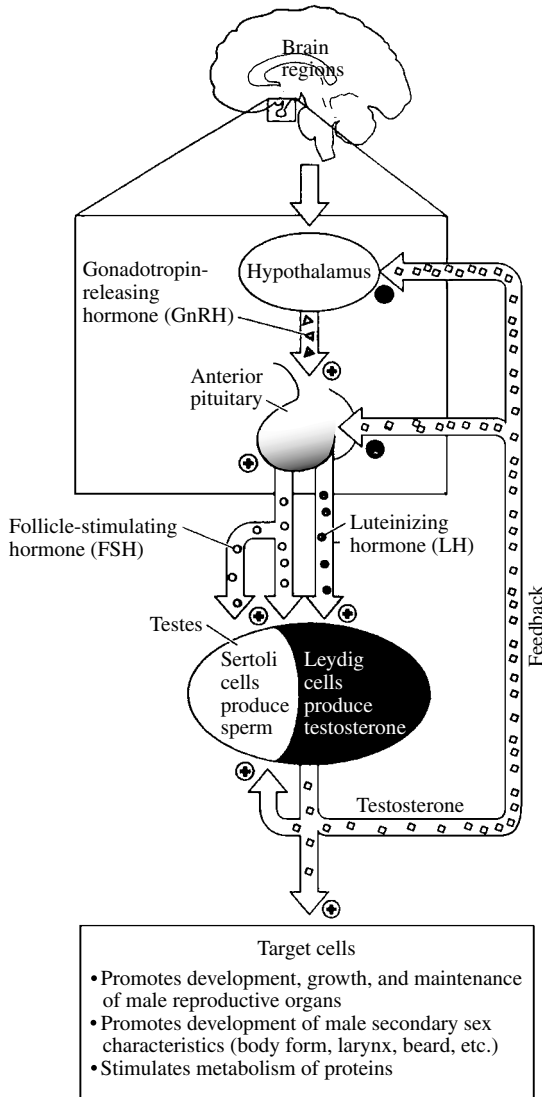 Brain
regions
Hypothalamus
Gonadotropin-
releasing
hormone (GnRH)
Anterior
pituitary
Follicle-stimulating
hormone (FSH)
Luteinizing
hormone (LH)
Testes
Sertoli
cells
produce
sperm
Leydig
cells
produce
testosterone
Feedback
Testosterone
Target cells
• Promotes development, growth, and maintenance
of male reproductive organs
• Promotes development of male secondary sex
characteristics (body form, larynx, beard, etc.)
• Stimulates metabolism of proteins